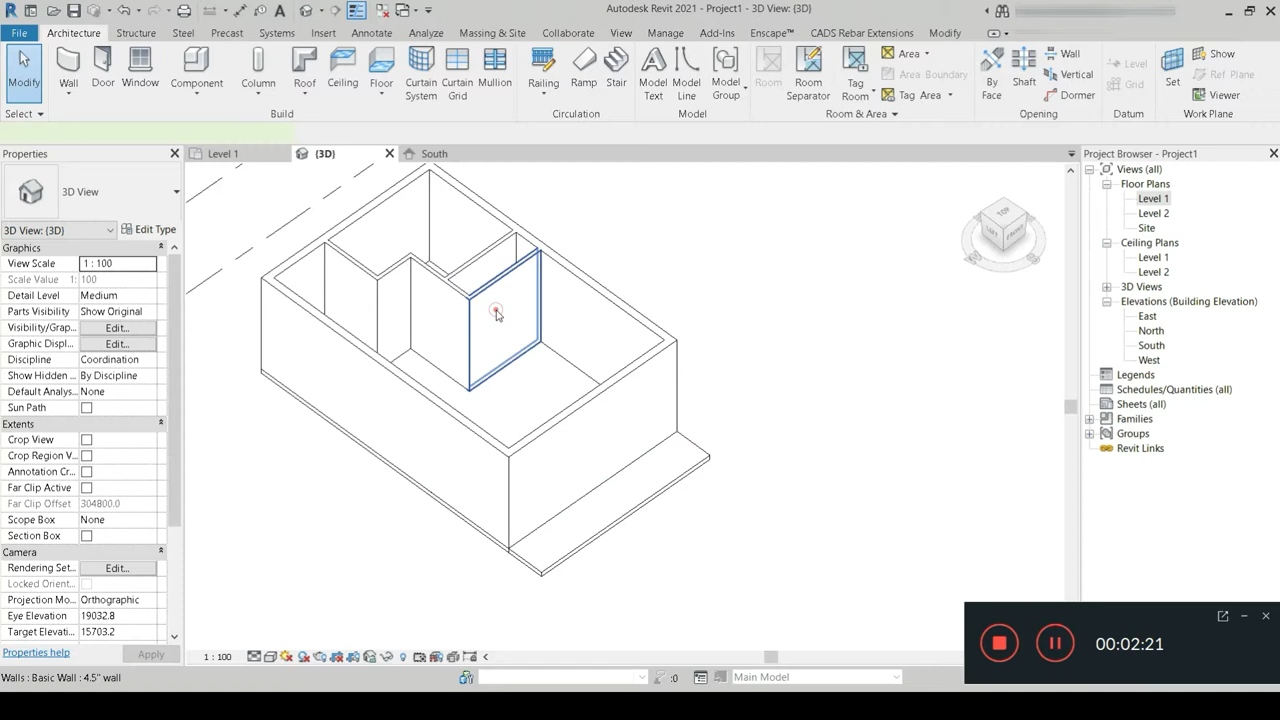 Autodesk Revit 2021 - Project1 - 3D View: {3D}
File Architecture Structure Steel Precast Systems Insert Annotate Analyze Massing & Site Collaborate View Manage Add-Ins Enscape™ CADS Rebar Extensions Modify
Modify Wall Door Window Component Column Roof Ceiling Floor Curtain System Curtain Grid Mullion Railing Ramp Stair Model Text Model Line Model Group Room Room Separator Tag Room Area Area Boundary Tag Area By Face Shaft Wall Vertical Dormer Level Grid Set Show Ref Plane Viewer
Select Build Circulation Model Room & Area Opening Datum Work Plane
Properties
Level 1 {3D} South
Project Browser - Project1
3D View
3D View: {3D} Edit Type
Graphics
View Scale 1 : 100
Scale Value 1: 100
Detail Level Medium
Parts Visibility Show Original
Visibility/Grap... Edit...
Graphic Displ... Edit...
Discipline Coordination
Show Hidden ... By Discipline
Default Analys... None
Sun Path
Extents
Crop View
Crop Region V...
Annotation Cr...
Far Clip Active
Far Clip Offset 304800.0
Scope Box None
Section Box
Camera
Rendering Set... Edit...
Locked Orient...
Projection Mo... Orthographic
Eye Elevation 19032.8
Target Elevati... 15703.2
Properties help Apply
TOP
LEFT FRONT
Views (all)
Floor Plans
Level 1
Level 2
Site
Ceiling Plans
Level 1
Level 2
3D Views
Elevations (Building Elevation)
East
North
South
West
Legends
Schedules/Quantities (all)
Sheets (all)
Families
Groups
Revit Links
00:02:21
1 : 100
Walls : Basic Wall : 4.5" wall
:0 Main Model